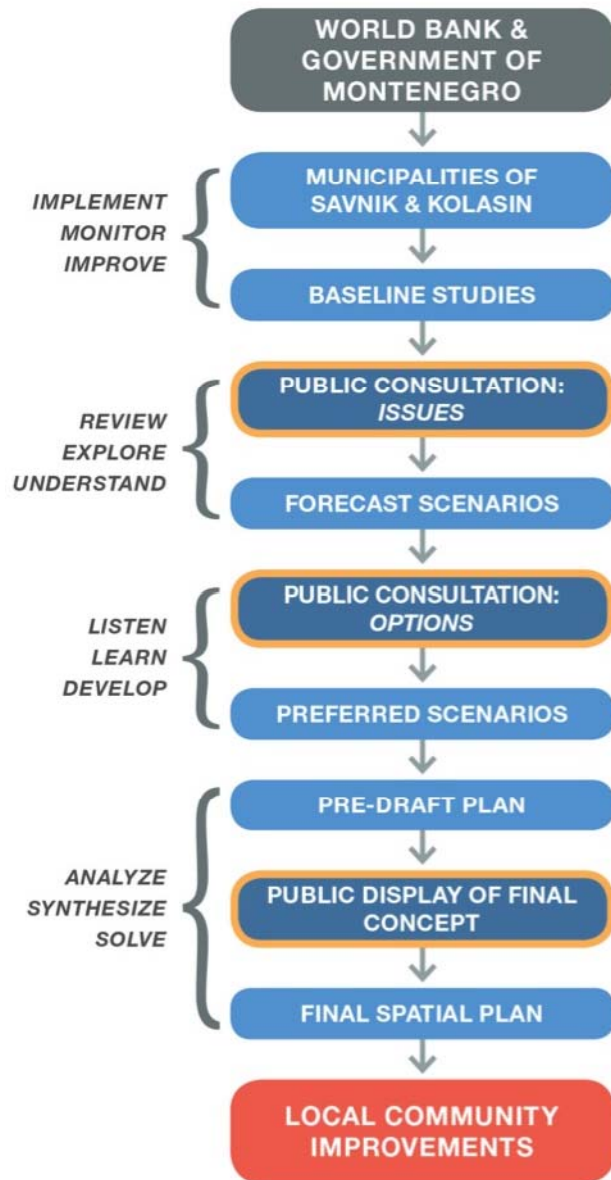 WORLD BANK &
GOVERNMENT OF
MONTENEGRO
IMPLEMENT
MONITOR
IMPROVE
MUNICIPALITIES OF
SAVNIK & KOLASIN
BASELINE STUDIES
REVIEW
EXPLORE
UNDERSTAND
PUBLIC CONSULTATION:
ISSUES
FORECAST SCENARIOS
LISTEN
LEARN
DEVELOP
PUBLIC CONSULTATION:
OPTIONS
PREFERRED SCENARIOS
ANALYZE
SYNTHESIZE
SOLVE
PRE-DRAFT PLAN
PUBLIC DISPLAY OF FINAL
CONCEPT
FINAL SPATIAL PLAN
LOCAL COMMUNITY
IMPROVEMENTS